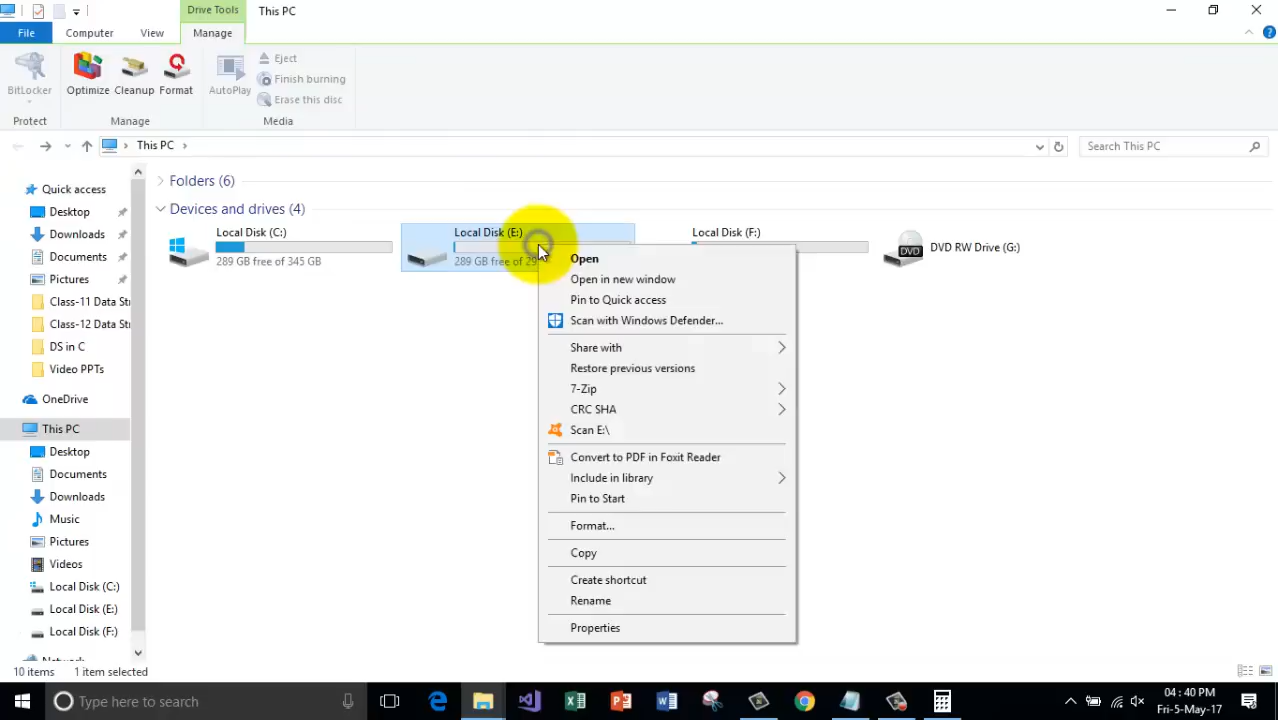 Drive Tools
This PC
File
Computer
View
Manage
BitLocker
Optimize
Cleanup
Format
AutoPlay
Eject
Finish burning
Erase this disc
Protect
Manage
Media
This PC
Search This PC
Quick access
Desktop
Downloads
Documents
Pictures
Class-11 Data Str
Class-12 Data Str
DS in C
Video PPTs
OneDrive
This PC
Desktop
Documents
Downloads
Music
Pictures
Videos
Local Disk (C:)
Local Disk (E:)
Local Disk (F:)
Network
Folders (6)
Devices and drives (4)
Local Disk (C:)
289 GB free of 345 GB
Local Disk (E:)
289 GB free of 29
Local Disk (F:)
DVD RW Drive (G:)
DVD
Open
Open in new window
Pin to Quick access
Scan with Windows Defender...
Share with
Restore previous versions
7-Zip
CRC SHA
Scan E:\
Convert to PDF in Foxit Reader
Include in library
Pin to Start
Format...
Copy
Create shortcut
Rename
Properties
10 items
1 item selected
Type here to search
04 : 40 PM
Fri-5-May-17